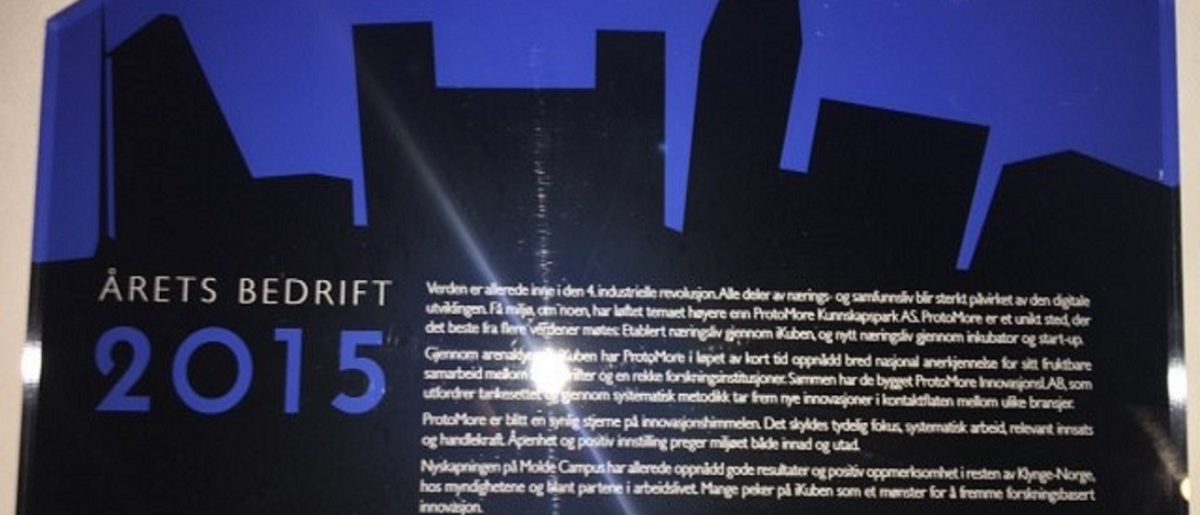 ÅRETS BEDRIFT
2015
Verden er allerede inne i den 4. industrielle revolusjon. Alle deler av nærings- og samfunnsliv blir sterkt påvirket av den digitale
utviklingen. Få miljø, om noen, har løftet temaet høyere enn ProtoMore Kunnskapspark AS. ProtoMore er et unikt sted, der
det beste fra flere verdener møtes: Etablert næringsliv gjennom iKuben, og nytt næringsliv gjennom inkubator og start-up.
Gjennom iKuben har ProtoMore i løpet av kort tid oppnådd bred nasjonal anerkjennelse for sitt fruktbare
samarbeid mellom og en rekke forskningsinstitusjoner. Sammen har de bygget ProtoMore InnovasjonsLAB, som
utfordrer tankesettet og gjennom systematisk metodikk tar frem nye innovasjoner i kontaktflaten mellom ulike bransjer.
ProtoMore er blitt en synlig stjerne på innovasjonshimmelen. Det skyldes tydelig fokus, systematisk arbeid, relevant innsats
og handlekraft. Åpenhet og positiv innstilling preger miljøet både innad og utad.
Nyskapningen på Molde Campus har allerede oppnådd gode resultater og positiv oppmerksomhet i resten av Klynge-Norge,
hos myndighetene og blant partene i arbeidslivet. Mange peker på iKuben som et mønster for å fremme forskningsbasert
innovasjon.